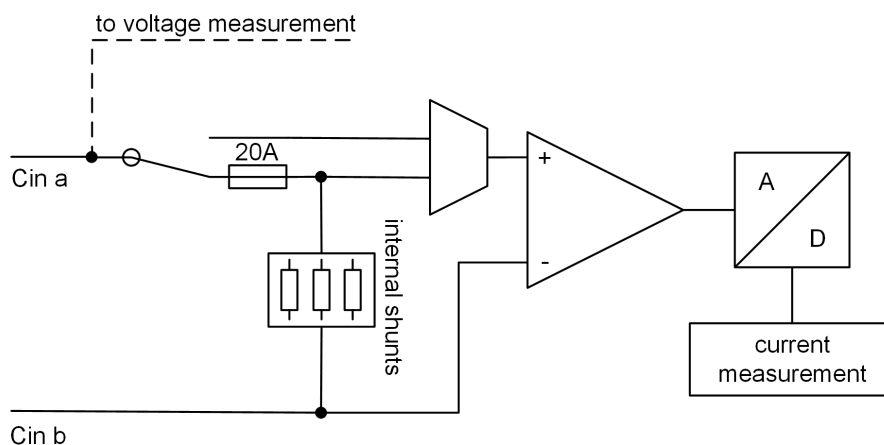 to voltage measurement
20A
Cin a
+
-
internal shunts
A
D
current
measurement
Cin b